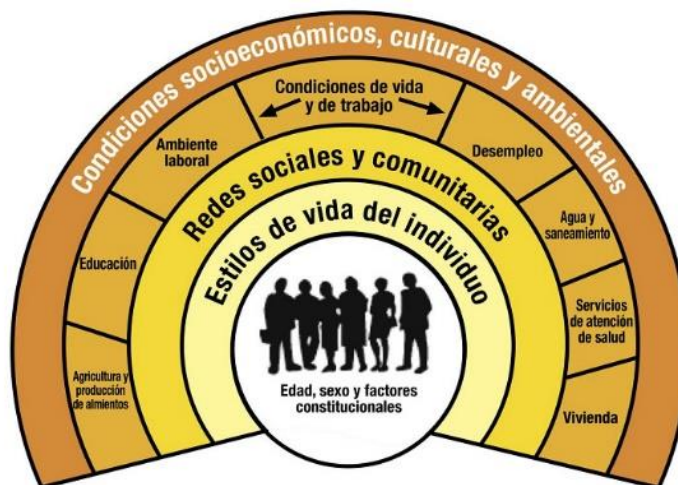 Condiciones socioeconómicos, culturales y ambientales
Condiciones de vida
y de trabajo
Ambiente
laboral
Desempleo
Educación
Agua y
saneamiento
Agricultura y
producción
de almientos
Servicios
de atención
de salud
Vivienda
Redes sociales y comunitarias
Estilos de vida del individuo
Edad, sexo y factores
constitucionales